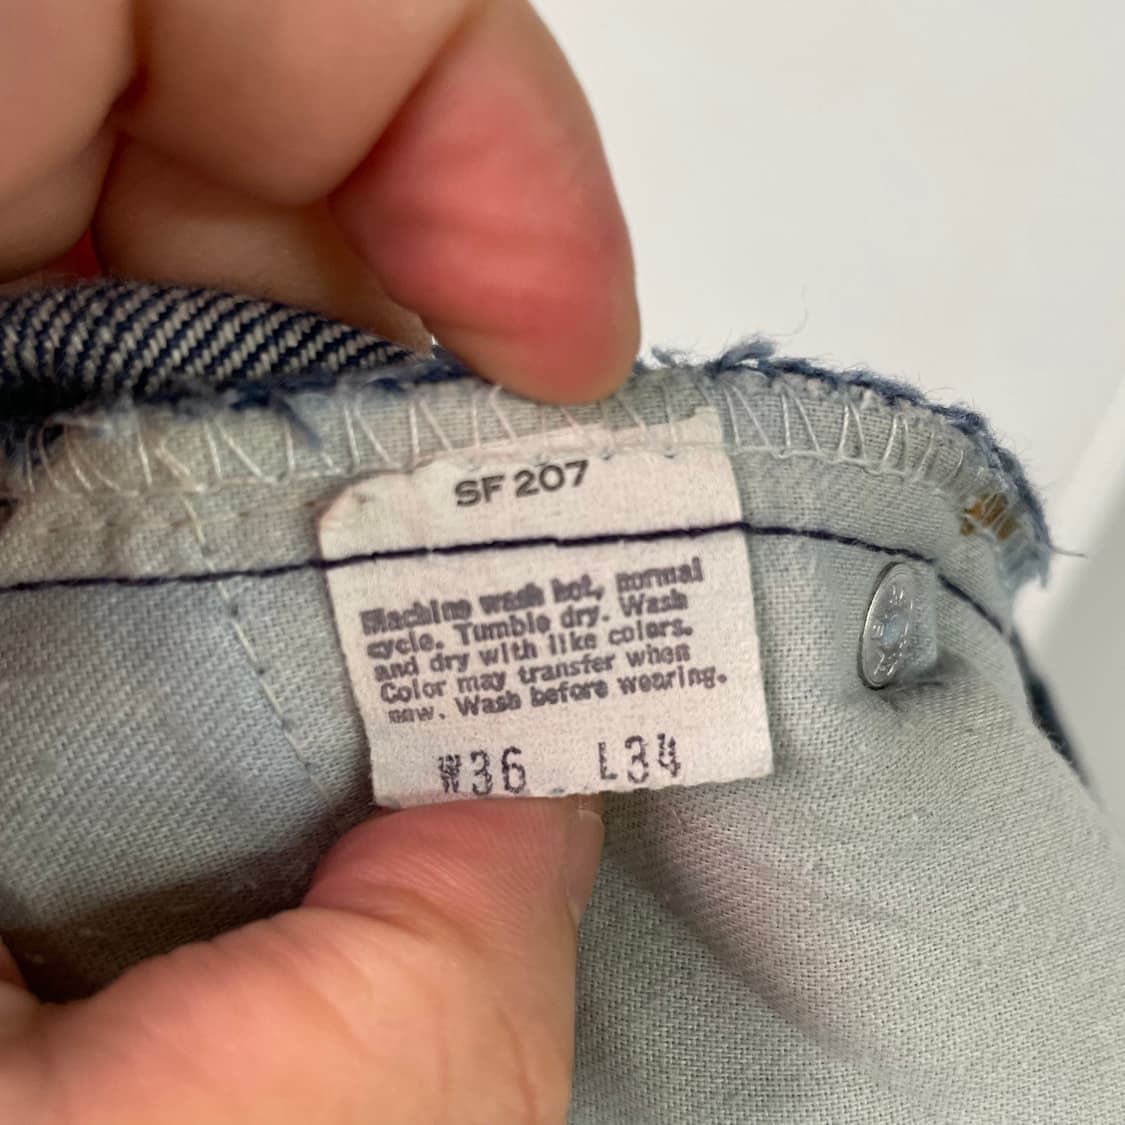 SF 207
Machine wash hot, normal
cycle. Tumble dry. Wash
and dry with like colors.
Color may transfer when
new. Wash before wearing.
W36 L34